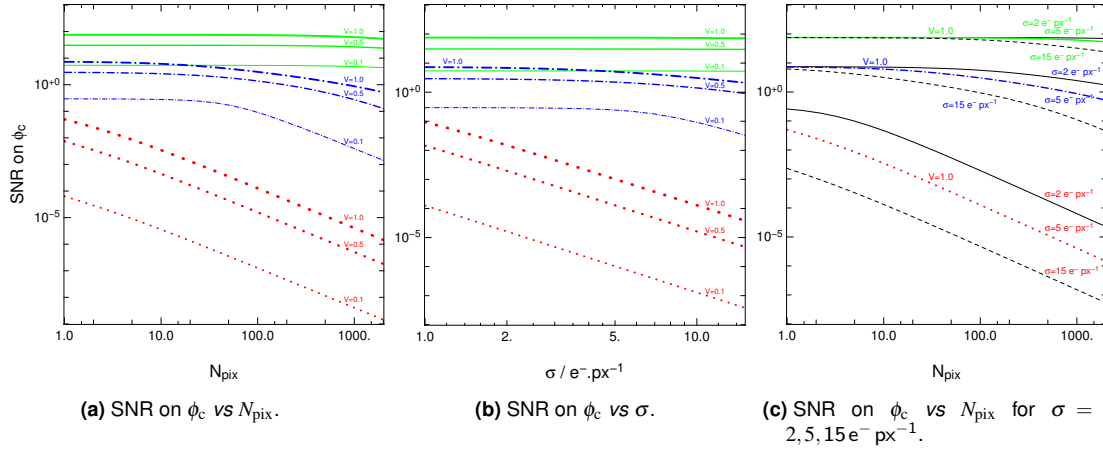 SNR on ϕc
10⁰
10⁻⁵
V=1.0
V=0.5
V=0.1
V=1.0
V=0.5
V=0.1
V=1.0
V=0.5
V=0.1
1.0 10.0 100.0 1000.
Npix
(a) SNR on ϕc vs Npix.
10⁰
10⁻⁵
V=1.0
V=0.5
V=0.1
V=1.0
V=0.5
V=0.1
V=1.0
V=0.5
V=0.1
1.0 2. 5. 10.0
σ / e⁻.px⁻¹
(b) SNR on ϕc vs σ.
10⁰
10⁻⁵
σ=2 e⁻ px⁻¹
V=1.0
σ=5 e⁻ px⁻¹
σ=15 e⁻ px⁻¹
V=1.0
σ=2 e⁻ px⁻¹
σ=5 e⁻ px⁻¹
σ=15 e⁻ px⁻¹
V=1.0
σ=2 e⁻ px⁻¹
σ=5 e⁻ px⁻¹
σ=15 e⁻ px⁻¹
1.0 10.0 100.0 1000.
Npix
(c) SNR on ϕc vs Npix for σ =
2,5,15 e⁻ px⁻¹.